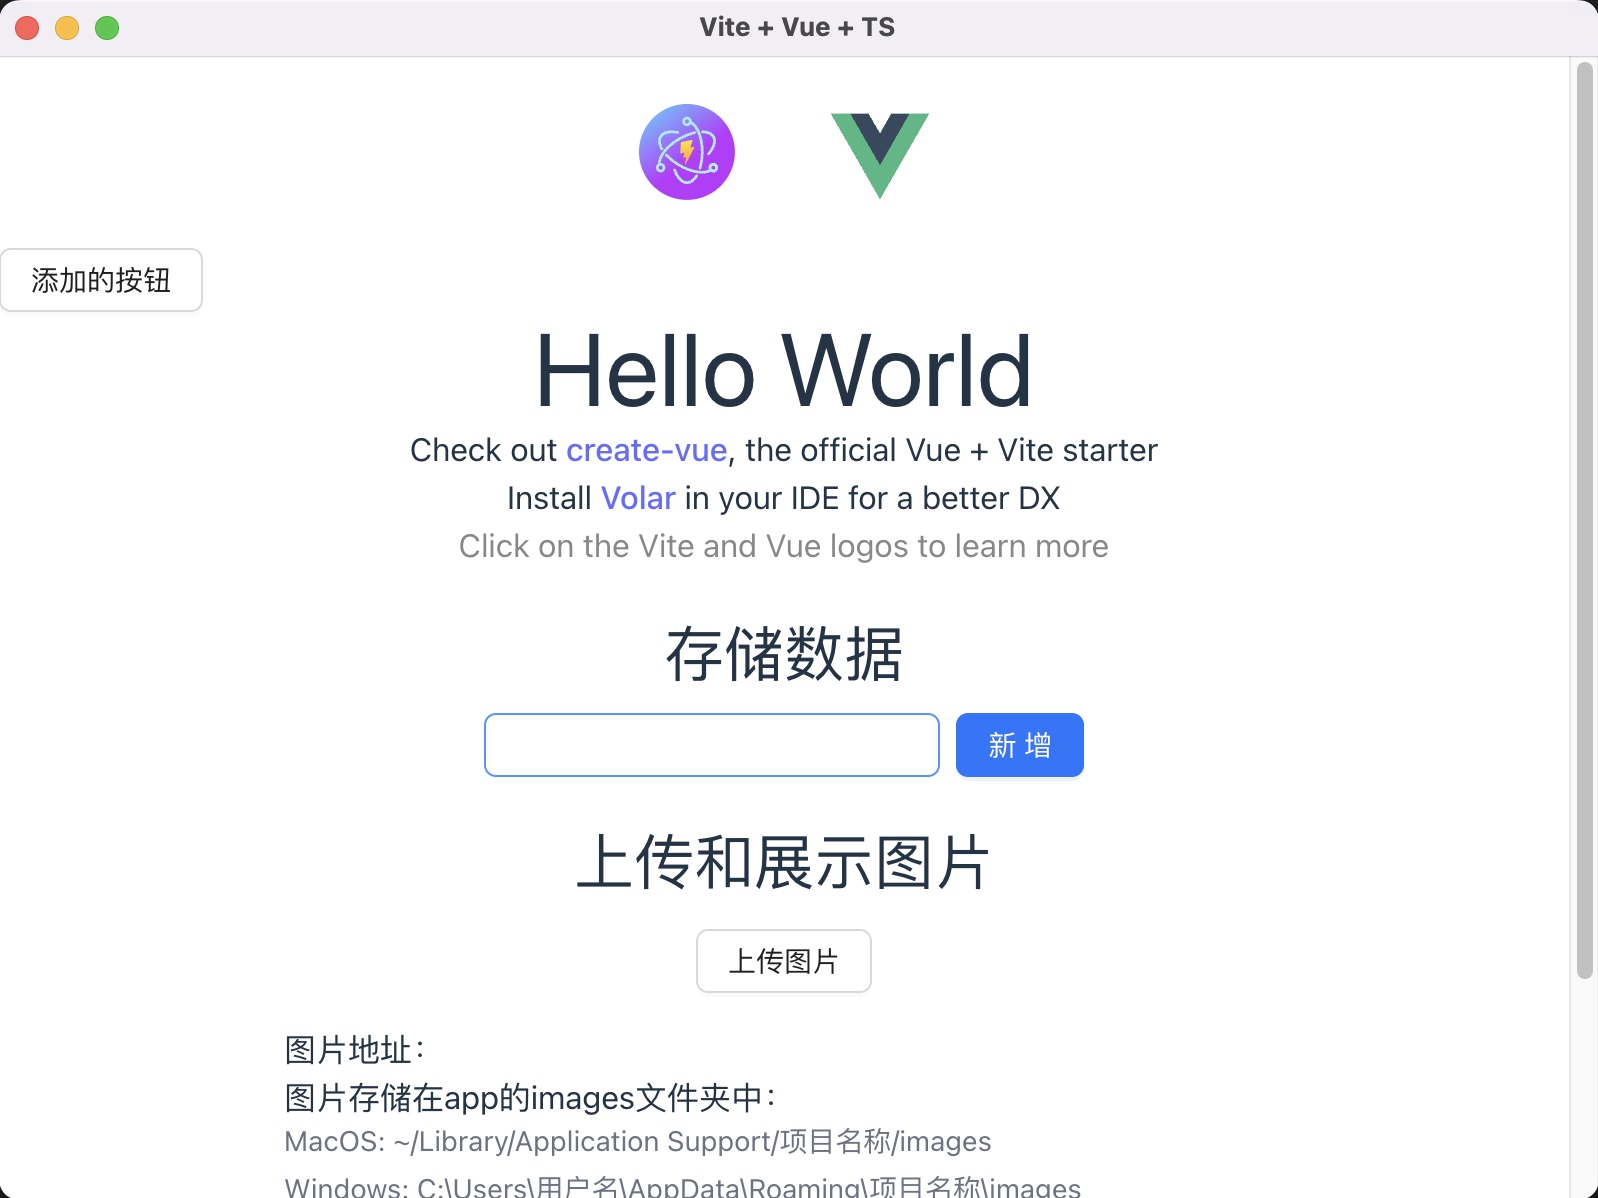 Vite + Vue + TS
添加的按钮
Hello World
Check out create-vue, the official Vue + Vite starter
Install Volar in your IDE for a better DX
Click on the Vite and Vue logos to learn more
存储数据
新 增
上传和展示图片
上传图片
图片地址：
图片存储在app的images文件夹中：
MacOS: ~/Library/Application Support/项目名称/images
Windows: C:\Users\用户名\AppData\Roaming\项目名称\images